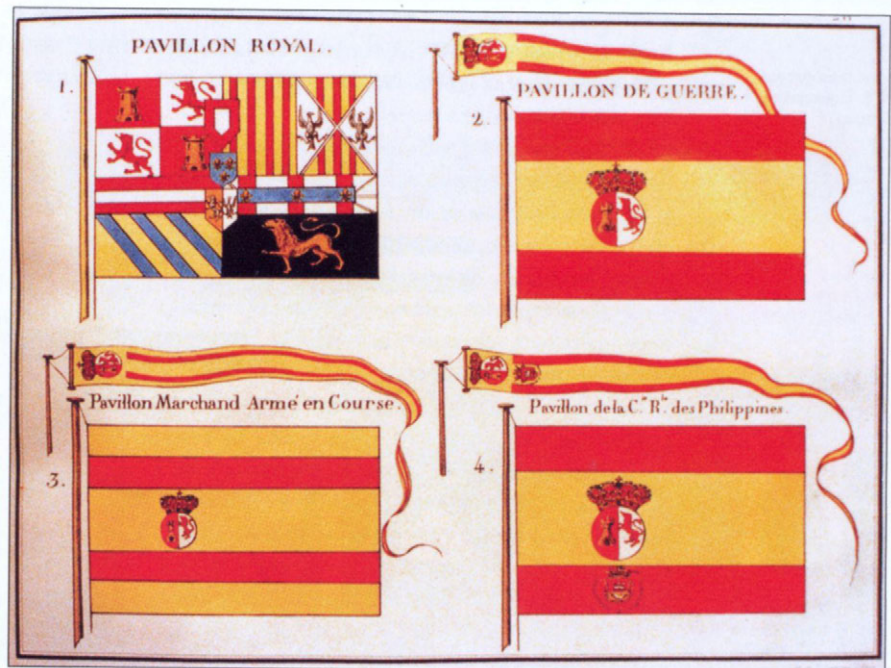 PAVILLON ROYAL.
1.
PAVILLON DE GUERRE.
2.
Pavillon Marchand Armé en Course.
3.
Pavillon de la C.ie R.le des Philippines.
4.